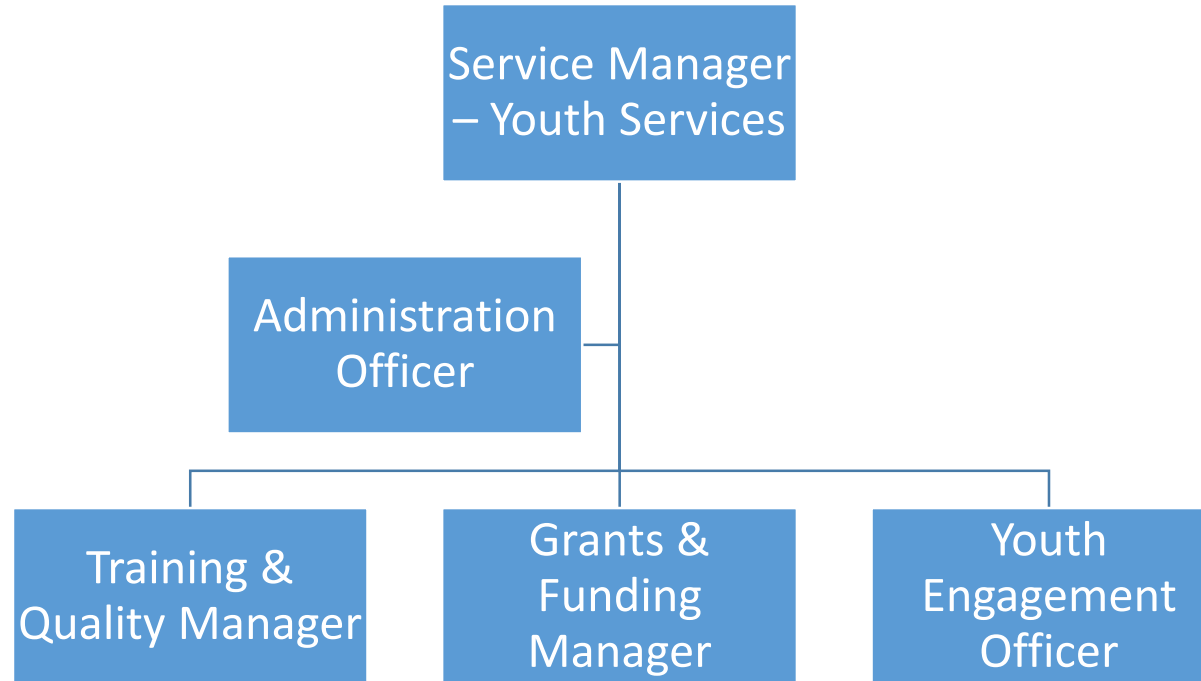 Service Manager
– Youth Services
Administration
Officer
Training &
Quality Manager
Grants &
Funding
Manager
Youth
Engagement
Officer